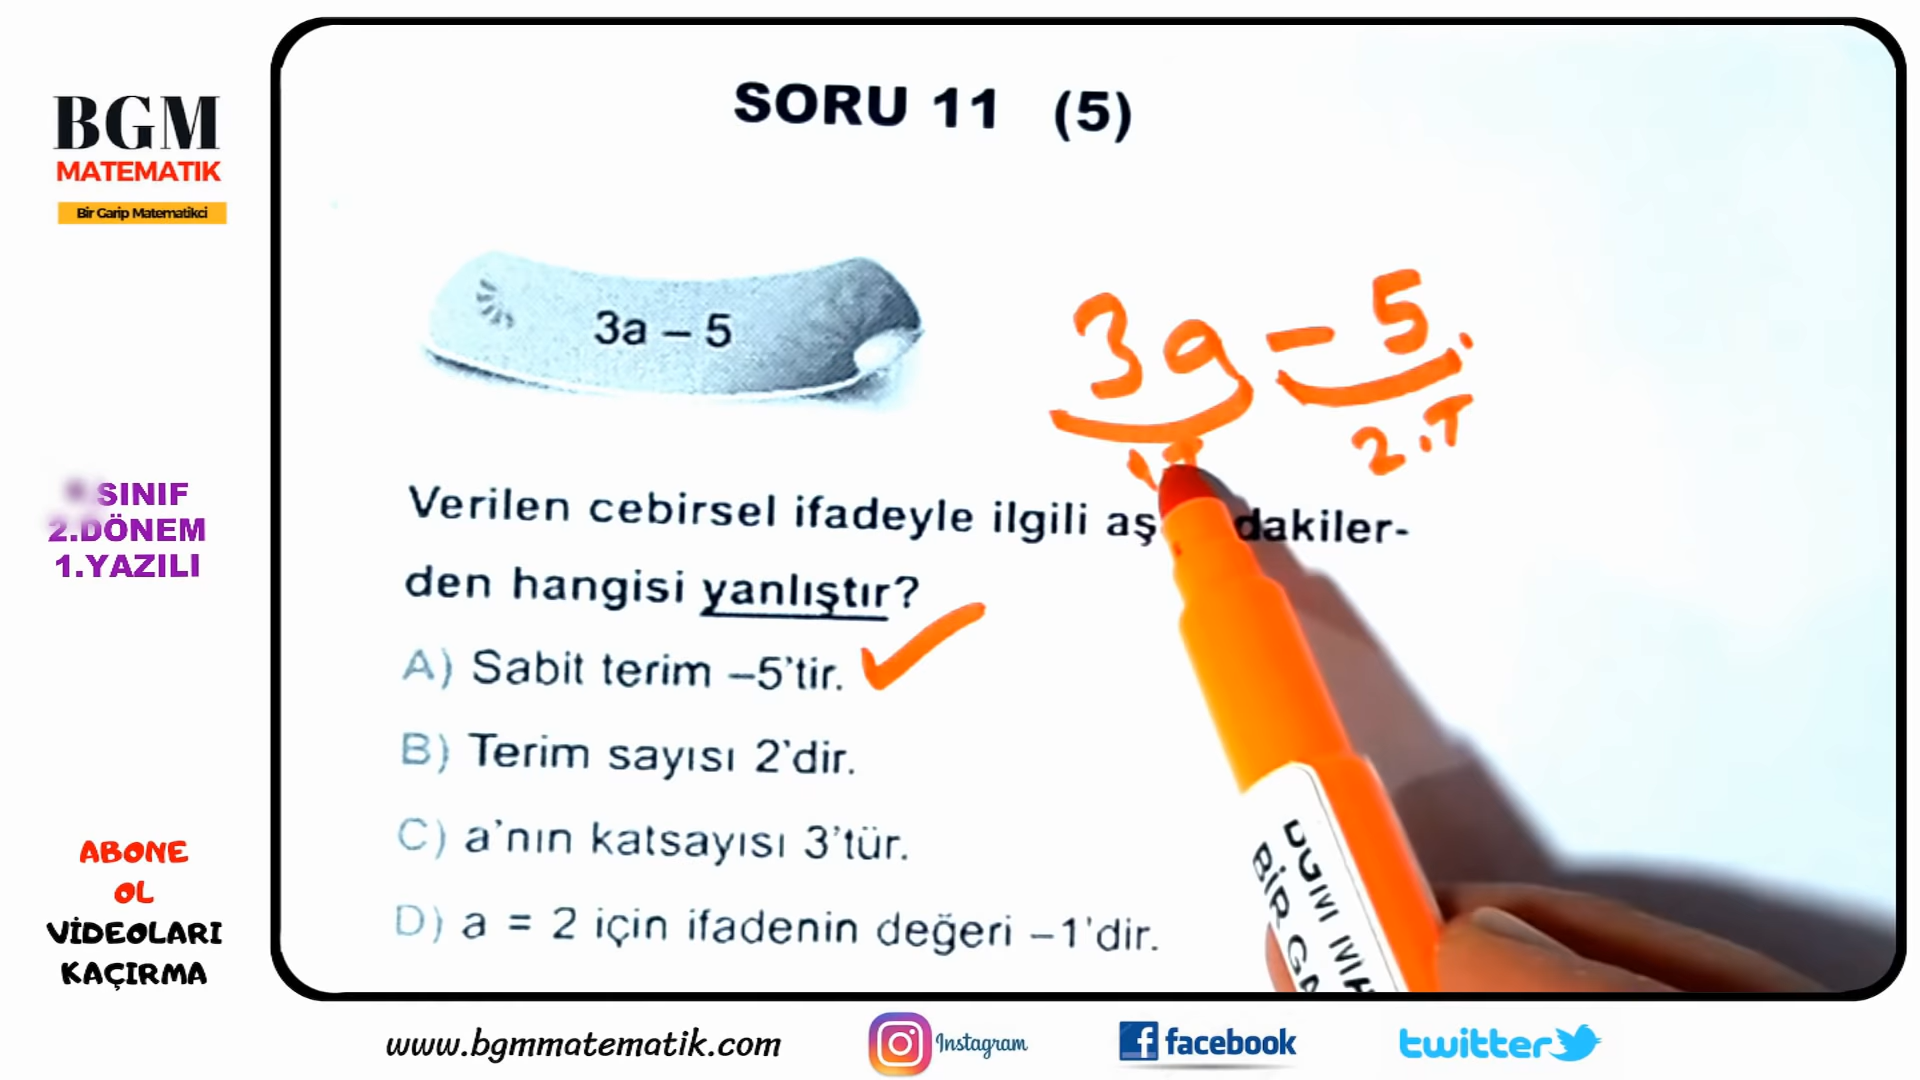 BGM
MATEMATIK
Bir Garip Matematikci
SINIF
2.DÖNEM
1.YAZILI
ABONE
OL
VİDEOLARI
KAÇIRMA
SORU 11 (5)
3a – 5
3a – 5
2.T
Verilen cebirsel ifadeyle ilgili aş dakiler-
den hangisi yanlıştır?
A) Sabit terim –5'tir.
B) Terim sayısı 2'dir.
C) a'nın katsayısı 3'tür.
D) a = 2 için ifadenin değeri –1'dir.
BİR
www.bgmmatematik.com
Instagram
facebook
twitter